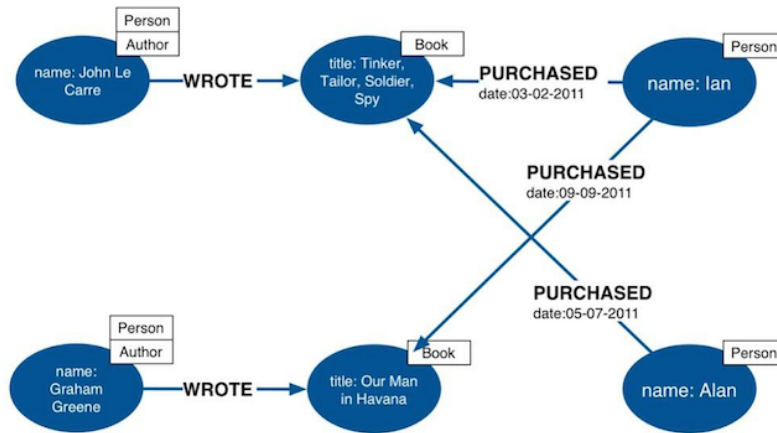 Person
Author
name: John Le
Carre
WROTE
Book
title: Tinker,
Tailor, Soldier,
Spy
PURCHASED
date:03-02-2011
Person
name: Ian
PURCHASED
date:09-09-2011
PURCHASED
date:05-07-2011
Person
Author
name:
Graham
Greene
WROTE
Book
title: Our Man
in Havana
Person
name: Alan